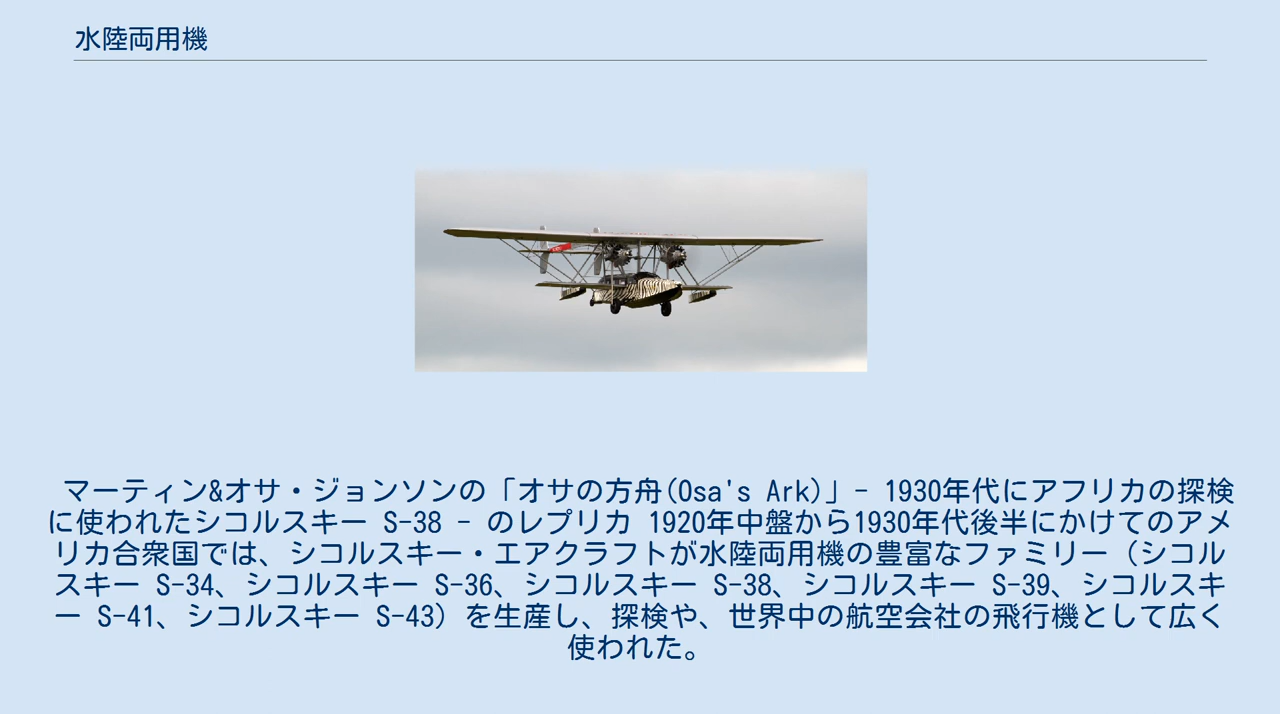 水陸両用機
マーティン&オサ・ジョンソンの「オサの方舟(Osa's Ark)」- 1930年代にアフリカの探検
に使われたシコルスキー S-38 - のレプリカ 1920年中盤から1930年代後半にかけてのアメ
リカ合衆国では、シコルスキー・エアクラフトが水陸両用機の豊富なファミリー（シコル
スキー S-34、シコルスキー S-36、シコルスキー S-38、シコルスキー S-39、シコルスキ
ー S-41、シコルスキー S-43）を生産し、探検や、世界中の航空会社の飛行機として広く
使われた。